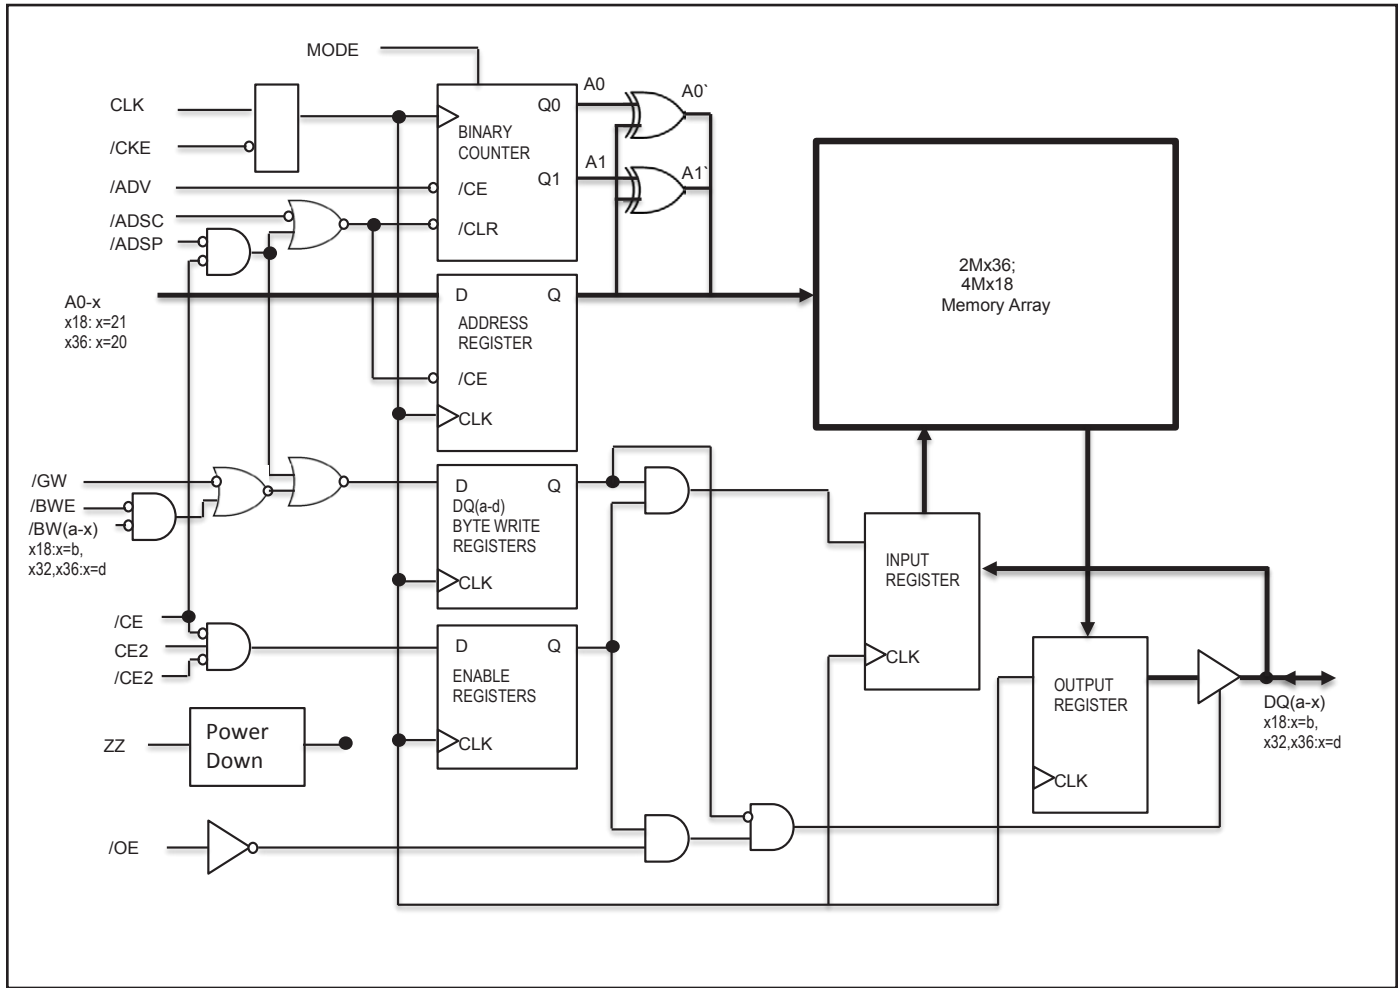 MODE
CLK
/CKE
/ADV
/ADSC
/ADSP
A0-x
x18: x=21
x36: x=20
Q0
BINARY
COUNTER
Q1
/CE
/CLR
A0
A0`
A1
A1`
D
Q
ADDRESS
REGISTER
/CE
CLK
2Mx36;
4Mx18
Memory Array
/GW
/BWE
/BW(a-x)
x18:x=b,
x32,x36:x=d
D
Q
DQ(a-d)
BYTE WRITE
REGISTERS
CLK
/CE
CE2
/CE2
D
Q
ENABLE
REGISTERS
CLK
ZZ
Power
Down
/OE
INPUT
REGISTER
CLK
OUTPUT
REGISTER
CLK
DQ(a-x)
x18:x=b,
x32,x36:x=d